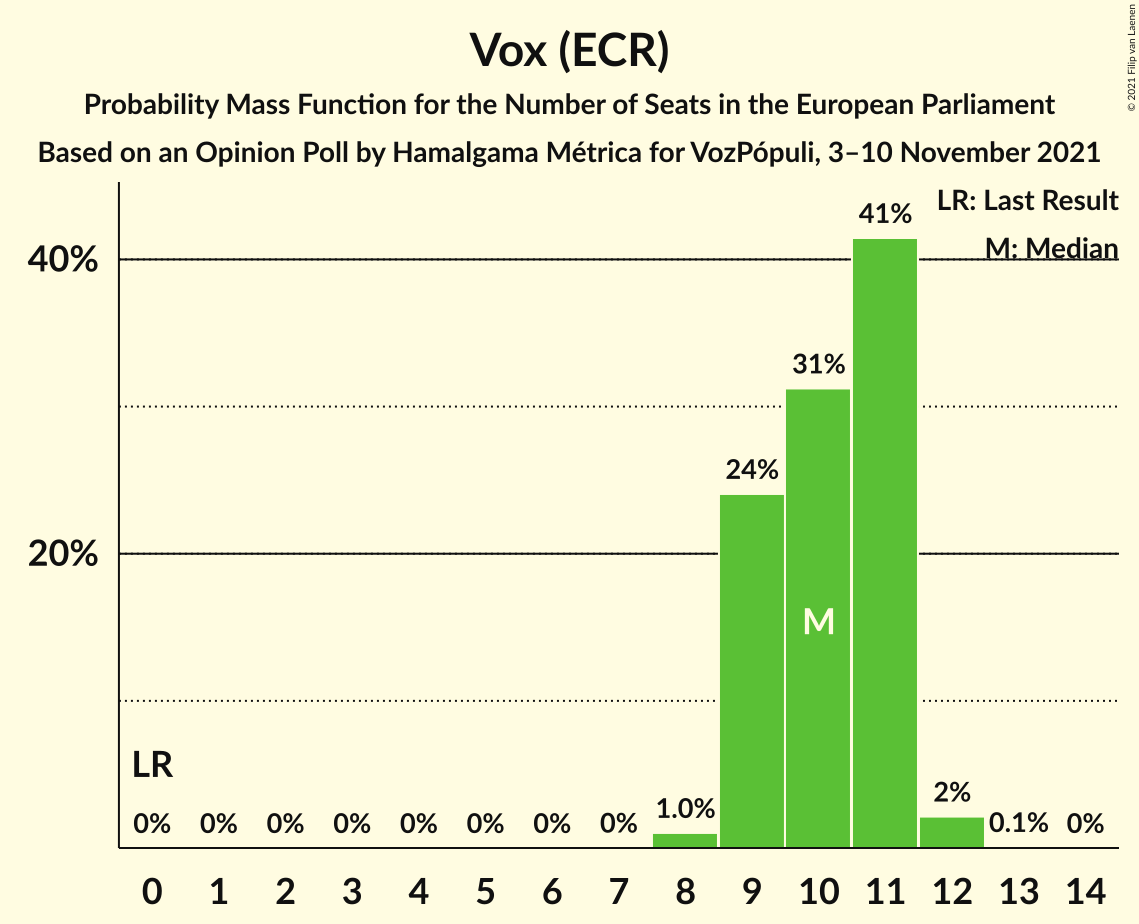 Vox (ECR)
Probability Mass Function for the Number of Seats in the European Parliament
Based on an Opinion Poll by Hamalgama Métrica for VozPópuli, 3–10 November 2021
© 2021 Filip van Laenen
LR: Last Result
M: Median
40%
20%
41%
31%
24%
M
LR
0% 0% 0% 0% 0% 0% 0% 0% 1.0% 2% 0.1% 0%
0 1 2 3 4 5 6 7 8 9 10 11 12 13 14